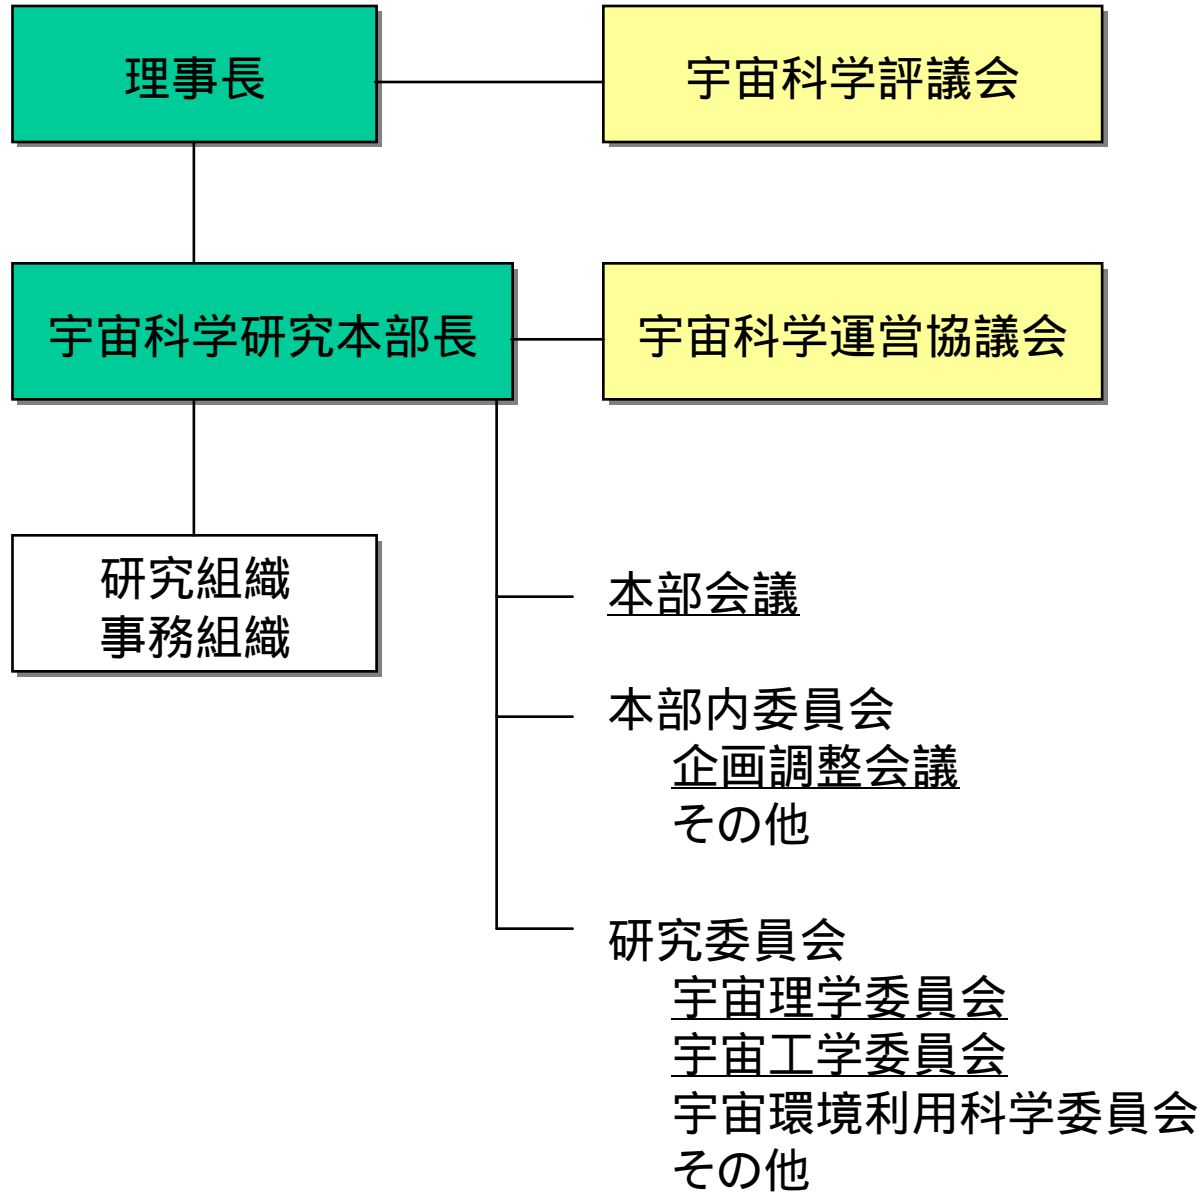 理事長
宇宙科学評議会
宇宙科学研究本部長
宇宙科学運営協議会
研究組織
事務組織
本部会議
本部内委員会
企画調整会議
その他
研究委員会
宇宙理学委員会
宇宙工学委員会
宇宙環境利用科学委員会
その他